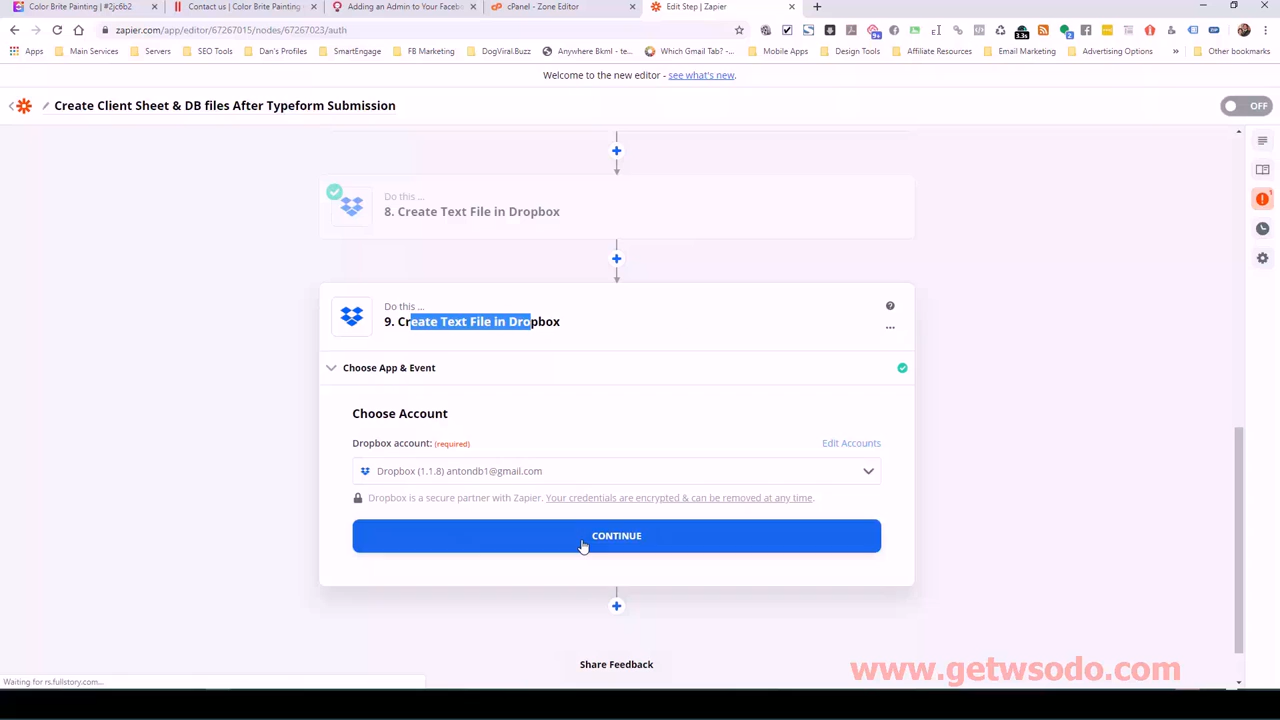 Color Brite Painting | #2jc6b2
Contact us | Color Brite Painting
Adding an Admin to Your Facebo
cPanel - Zone Editor
Edit Step | Zapier
zapier.com/app/editor/67267015/nodes/67267023/auth
Apps
Main Services
Servers
SEO Tools
Dan's Profiles
SmartEngage
FB Marketing
DogViral.Buzz
Anywhere Bkml - te...
Which Gmail Tab? -...
Mobile Apps
Design Tools
Affiliate Resources
Email Marketing
Advertising Options
Other bookmarks
Welcome to the new editor - see what's new.
Create Client Sheet & DB files After Typeform Submission
OFF
Do this ...
8. Create Text File in Dropbox
Do this ...
9. Create Text File in Dropbox
Choose App & Event
Choose Account
Dropbox account: (required)
Edit Accounts
Dropbox (1.1.8) antondb1@gmail.com
Dropbox is a secure partner with Zapier. Your credentials are encrypted & can be removed at any time.
CONTINUE
Share Feedback
www.getwsodo.com
Waiting for rs.fullstory.com...